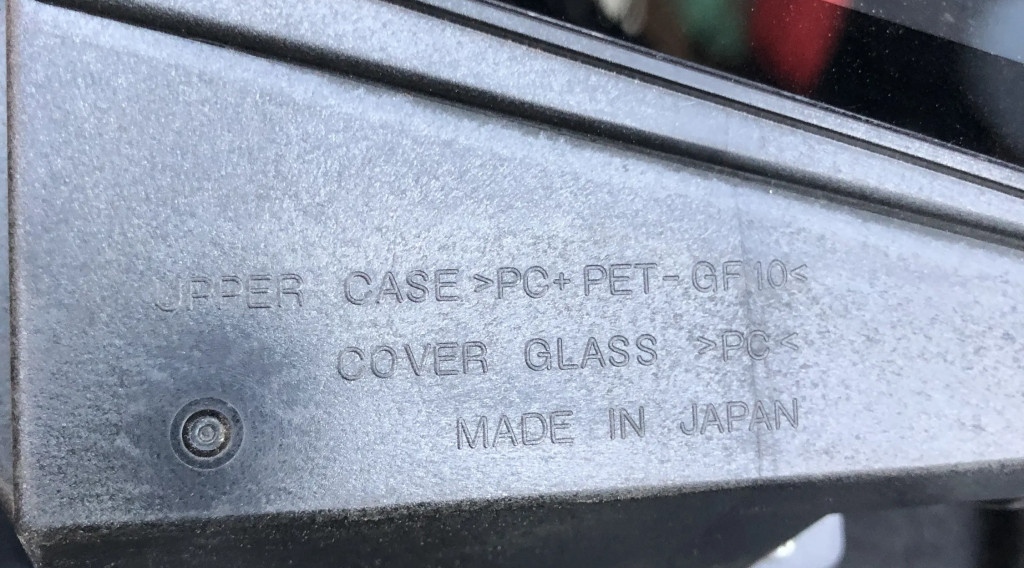 UPPER CASE >PC+PET-GF10<
COVER GLASS >PC<
MADE IN JAPAN